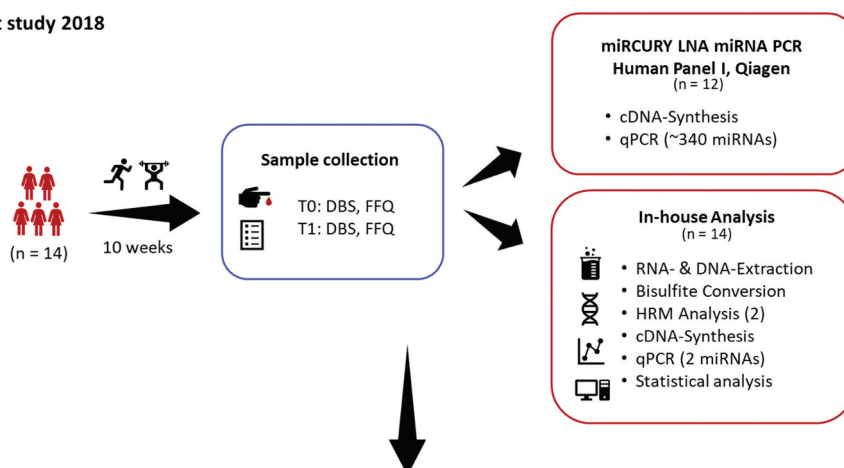 study 2018
miRCURY LNA miRNA PCR
Human Panel I, Qiagen
(n = 12)
• cDNA-Synthesis
• qPCR (~340 miRNAs)
(n = 14)
10 weeks
Sample collection
T0: DBS, FFQ
T1: DBS, FFQ
In-house Analysis
(n = 14)
• RNA- & DNA-Extraction
• Bisulfite Conversion
• HRM Analysis (2)
• cDNA-Synthesis
• qPCR (2 miRNAs)
• Statistical analysis